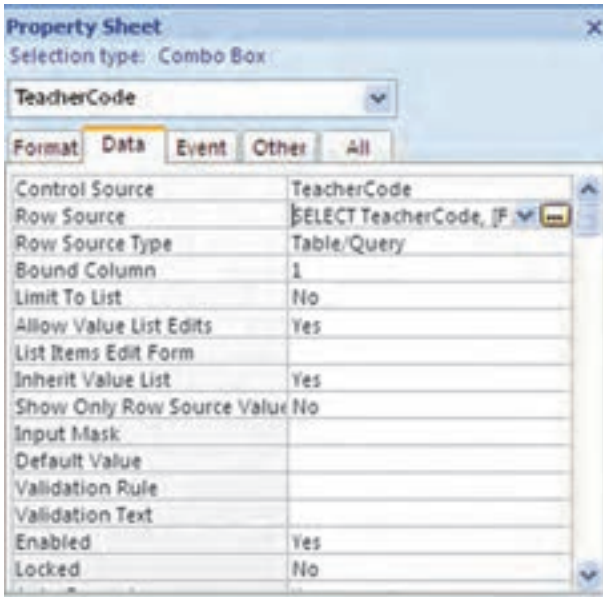 Property Sheet
Selection type: Combo Box
TeacherCode
Format Data Event Other All
Control Source TeacherCode
Row Source SELECT TeacherCode, [F
Row Source Type Table/Query
Bound Column 1
Limit To List No
Allow Value List Edits Yes
List Items Edit Form
Inherit Value List Yes
Show Only Row Source Value No
Input Mask
Default Value
Validation Rule
Validation Text
Enabled Yes
Locked No